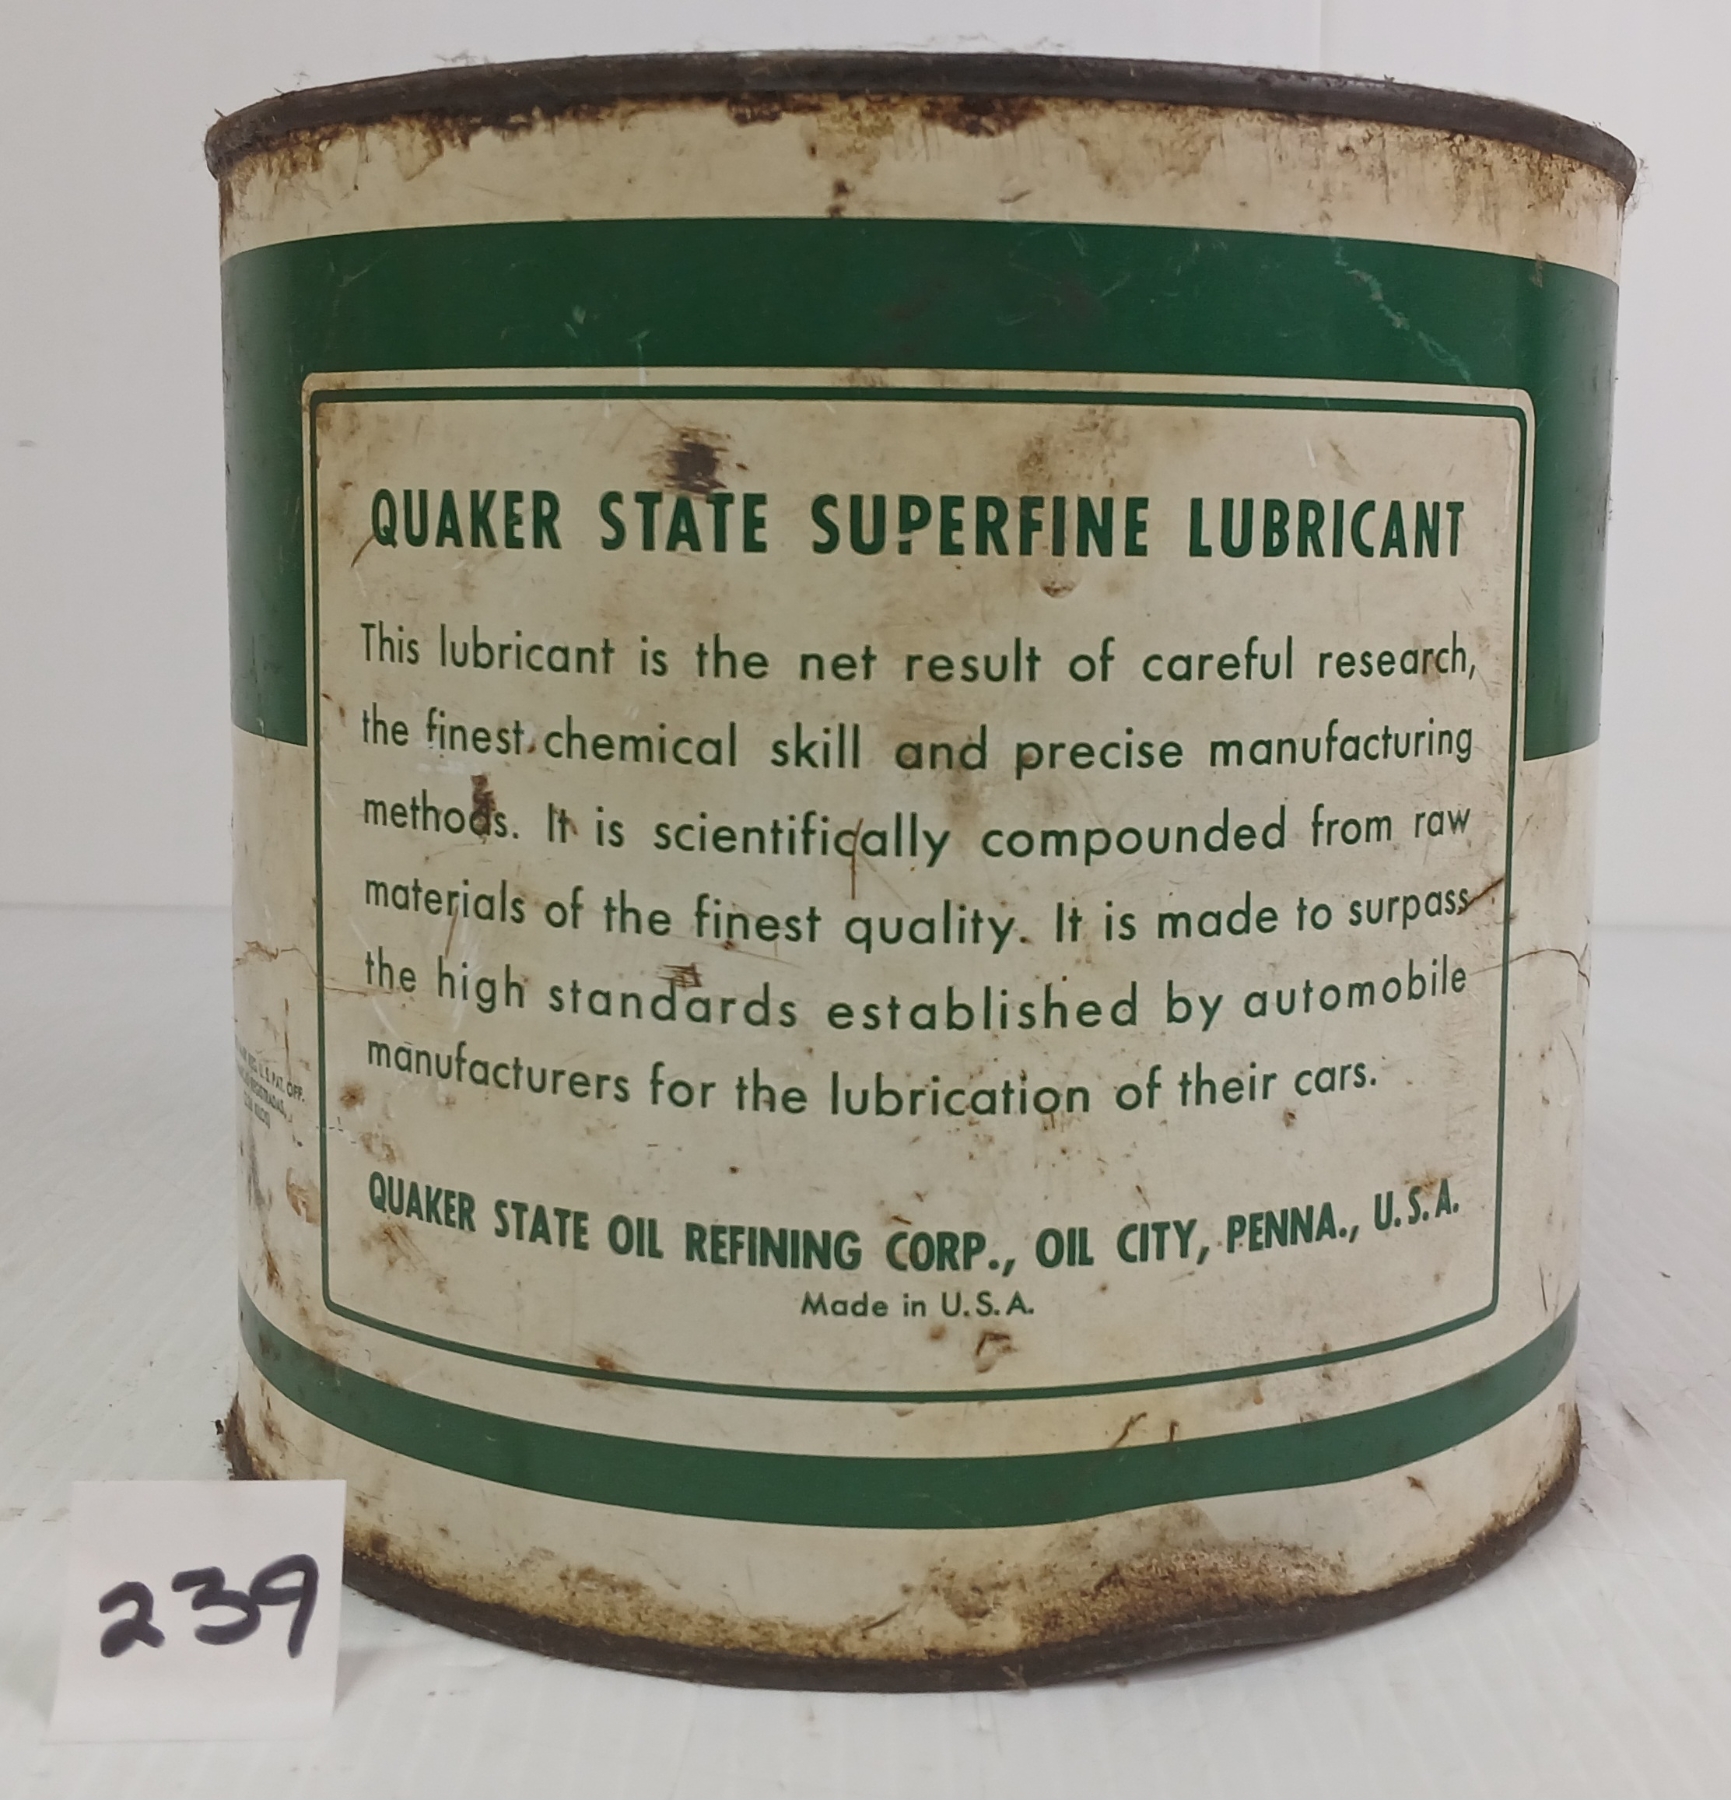 QUAKER STATE SUPERFINE LUBRICANT
This lubricant is the net result of careful research,
the finest chemical skill and precise manufacturing
methods. It is scientifically compounded from raw
materials of the finest quality. It is made to surpass
the high standards established by automobile
manufacturers for the lubrication of their cars.
QUAKER STATE OIL REFINING CORP., OIL CITY, PENNA., U.S.A.
Made in U.S.A.
PAT. OFF.
239